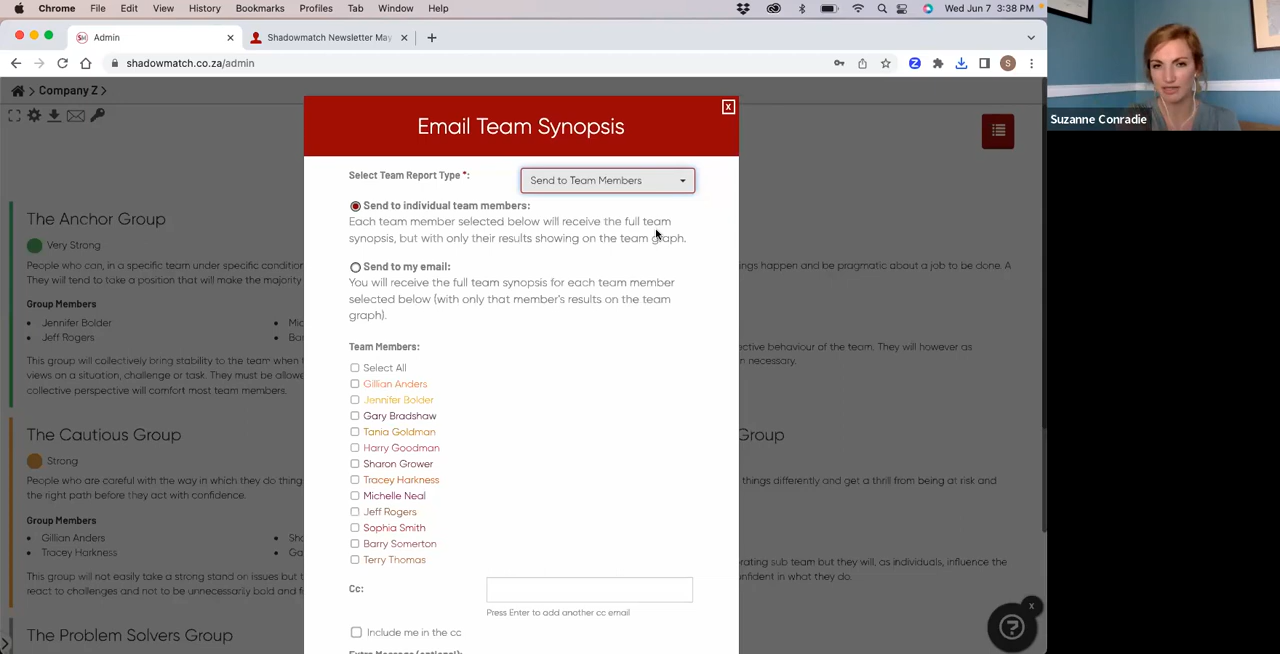 Chrome File Edit View History Bookmarks Profiles Tab Window Help Wed Jun 7 3:38 PM
Admin Shadowmatch Newsletter May
shadowmatch.co.za/admin S
Company Z
Email Team Synopsis
X
Suzanne Conradie
Select Team Report Type *: Send to Team Members
Send to individual team members:
Each team member selected below will receive the full team
synopsis, but with only their results showing on the team graph.
Send to my email:
You will receive the full team synopsis for each team member
selected below (with only that member's results on the team
graph).
Team Members:
Select All
Gillian Anders
Jennifer Bolder
Gary Bradshaw
Tania Goldman
Harry Goodman
Sharon Grower
Tracey Harkness
Michelle Neal
Jeff Rogers
Sophia Smith
Barry Somerton
Terry Thomas
Cc:
Press Enter to add another cc email
Include me in the cc
Extra Message (optional):
The Anchor Group
Very Strong
People who can, in a specific team under specific condition
They will tend to take a position that will make the majority
Group Members
Jennifer Bolder Mic
Jeff Rogers Bar
This group will collectively bring stability to the team when
views on a situation, challenge or task. They must be allowe
collective perspective will comfort most team members.
ngs happen and be pragmatic about a job to be done. A
ctive behaviour of the team. They will however as
n necessary.
The Cautious Group
Strong
People who are careful with the way in which they do thing
the right path before they act with confidence.
Group Members
Gillian Anders Sha
Tracey Harkness Ga
This group will not easily take a strong stand on issues but t
react to challenges and not to be unnecessarily bold and f
Group
things differently and get a thrill from being at risk and
erating sub team but they will, as individuals, influence the
nfident in what they do.
The Problem Solvers Group
x
?